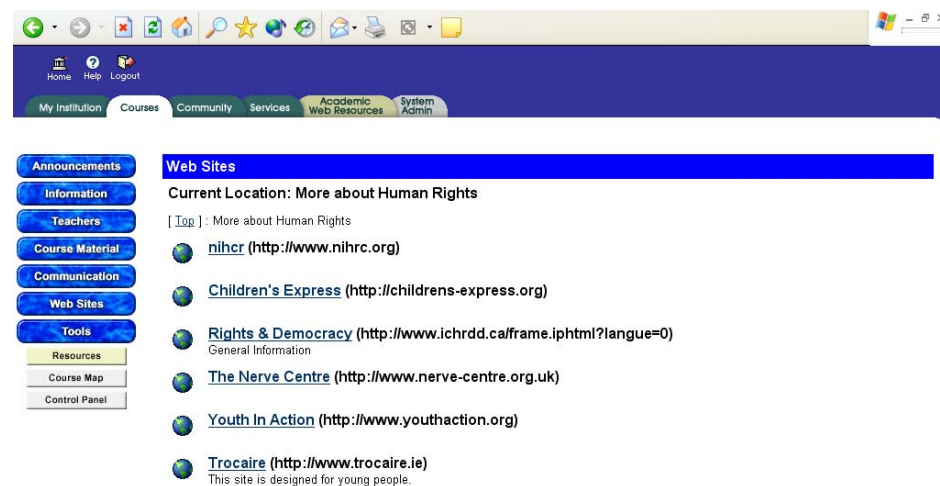 Home Help Logout
My Institution Courses Community Services Academic Web Resources System Admin
Announcements
Information
Teachers
Course Material
Communication
Web Sites
Tools
Resources
Course Map
Control Panel
Web Sites
Current Location: More about Human Rights
[ Top ] : More about Human Rights
nihcr (http://www.nihrc.org)
Children's Express (http://childrens-express.org)
Rights & Democracy (http://www.ichrdd.ca/frame.iphtml?langue=0)
General Information
The Nerve Centre (http://www.nerve-centre.org.uk)
Youth In Action (http://www.youthaction.org)
Trocaire (http://www.trocaire.ie)
This site is designed for young people.